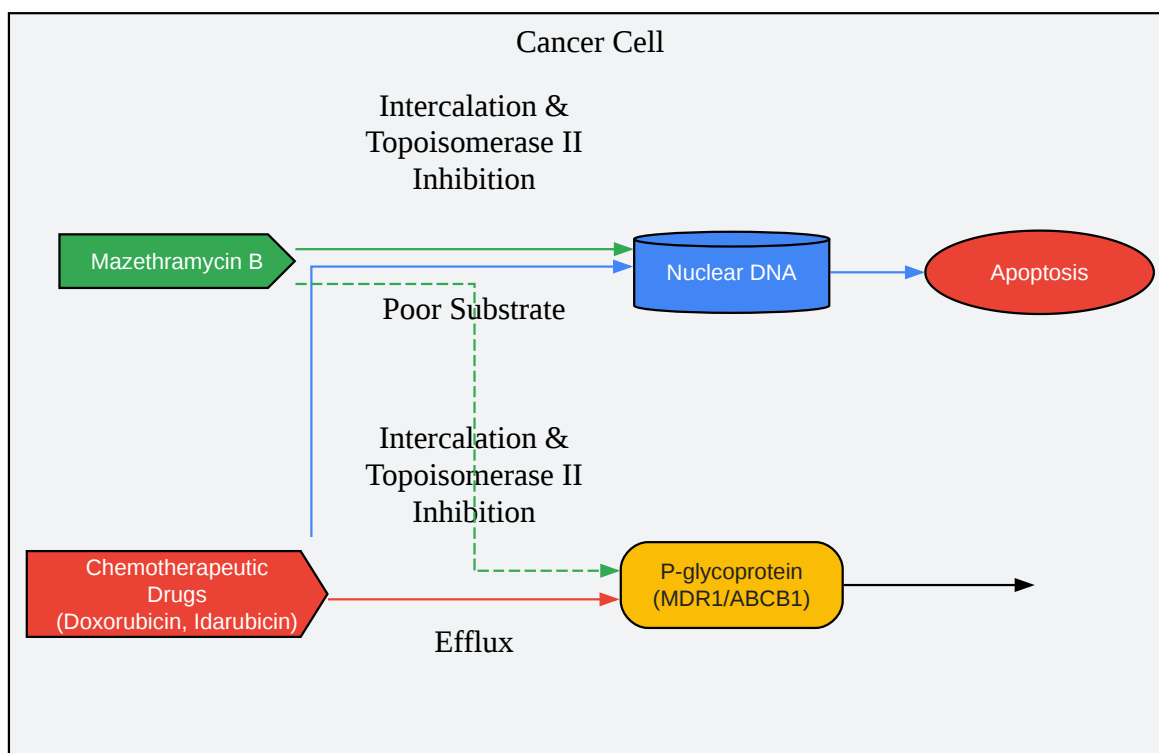 Cancer Cell
Intercalation &
Topoisomerase II
Inhibition
Mazethramycin B
Nuclear DNA
Apoptosis
Poor Substrate
Intercalation &
Topoisomerase II
Inhibition
Chemotherapeutic
Drugs
(Doxorubicin, Idarubicin)
P-glycoprotein
(MDR1/ABCB1)
Efflux